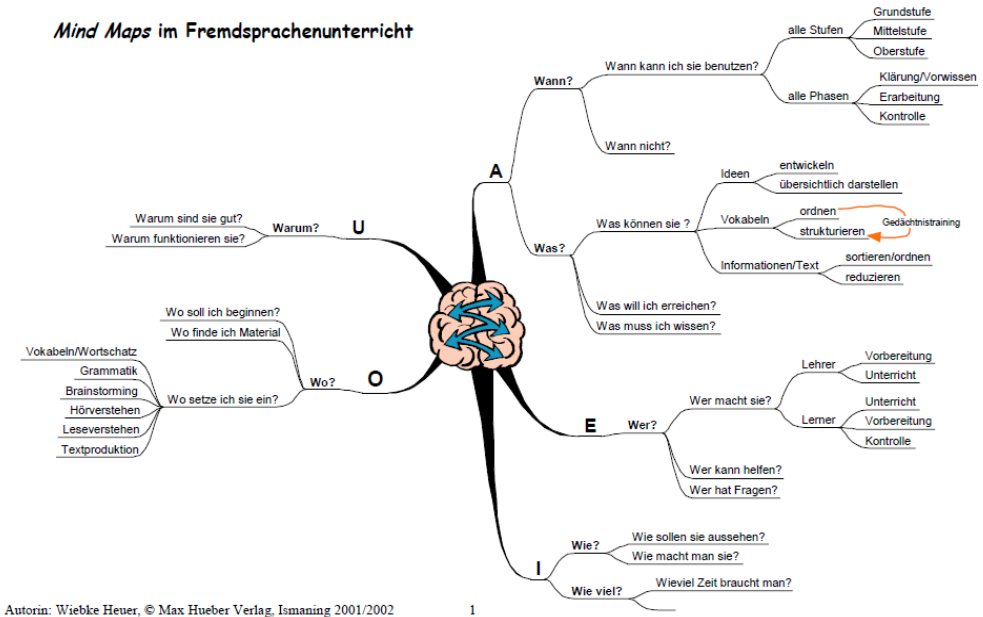 Mind Maps im Fremdsprachenunterricht
A
Wann?
Wann kann ich sie benutzen?
alle Stufen
Grundstufe
Mittelstufe
Oberstufe
alle Phasen
Klärung/Vorwissen
Erarbeitung
Kontrolle
Wann nicht?
Was?
Was können sie ?
Ideen
entwickeln
übersichtlich darstellen
Vokabeln
ordnen
strukturieren
Gedächtnistraining
Informationen/Text
sortieren/ordnen
reduzieren
Was will ich erreichen?
Was muss ich wissen?
E
Wer?
Wer macht sie?
Lehrer
Vorbereitung
Unterricht
Lerner
Unterricht
Vorbereitung
Kontrolle
Wer kann helfen?
Wer hat Fragen?
I
Wie?
Wie sollen sie aussehen?
Wie macht man sie?
Wie viel?
Wieviel Zeit braucht man?
O
Wo?
Wo soll ich beginnen?
Wo finde ich Material
Wo setze ich sie ein?
Vokabeln/Wortschatz
Grammatik
Brainstorming
Hörverstehen
Leseverstehen
Textproduktion
U
Warum?
Warum sind sie gut?
Warum funktionieren sie?
Autorin: Wiebke Heuer, © Max Hueber Verlag, Ismaning 2001/2002
1